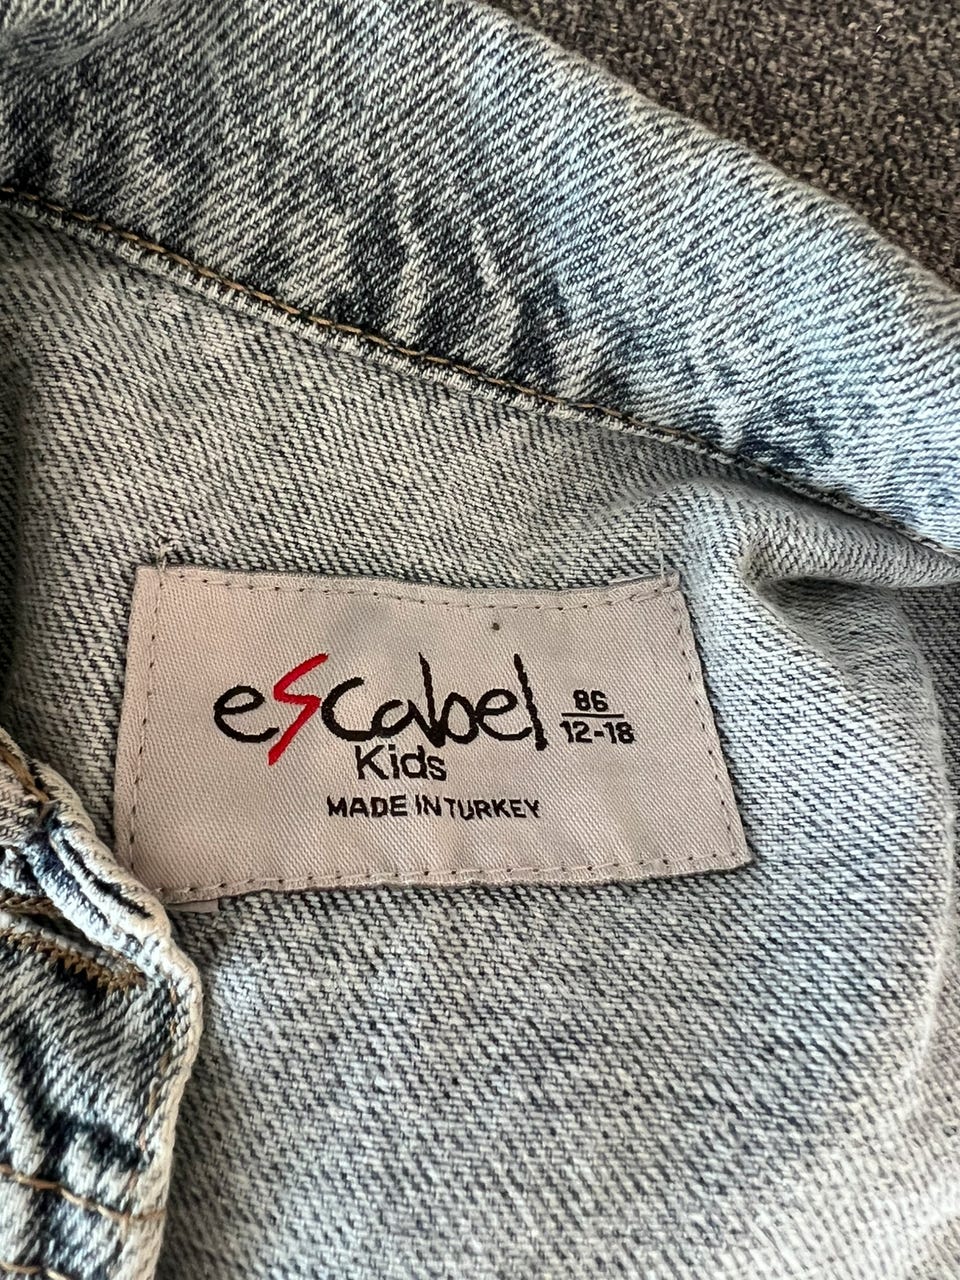 escabel 86
12-18
Kids
MADE IN TURKEY